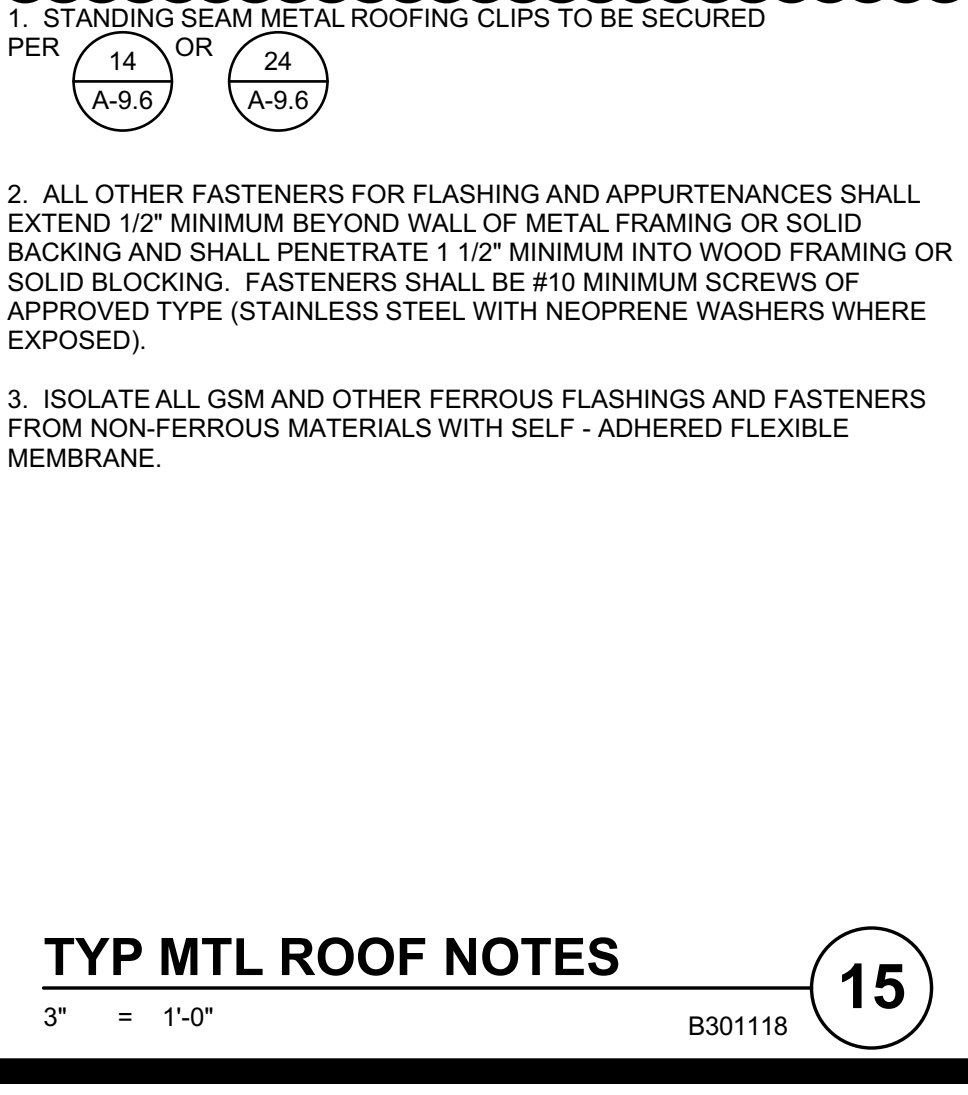 1. STANDING SEAM METAL ROOFING CLIPS TO BE SECURED
PER 14 A-9.6 OR 24 A-9.6
2. ALL OTHER FASTENERS FOR FLASHING AND APPURTENANCES SHALL
EXTEND 1/2" MINIMUM BEYOND WALL OF METAL FRAMING OR SOLID
BACKING AND SHALL PENETRATE 1 1/2" MINIMUM INTO WOOD FRAMING OR
SOLID BLOCKING. FASTENERS SHALL BE #10 MINIMUM SCREWS OF
APPROVED TYPE (STAINLESS STEEL WITH NEOPRENE WASHERS WHERE
EXPOSED).
3. ISOLATE ALL GSM AND OTHER FERROUS FLASHINGS AND FASTENERS
FROM NON-FERROUS MATERIALS WITH SELF - ADHERED FLEXIBLE
MEMBRANE.
TYP MTL ROOF NOTES
15
3" = 1'-0"
B301118